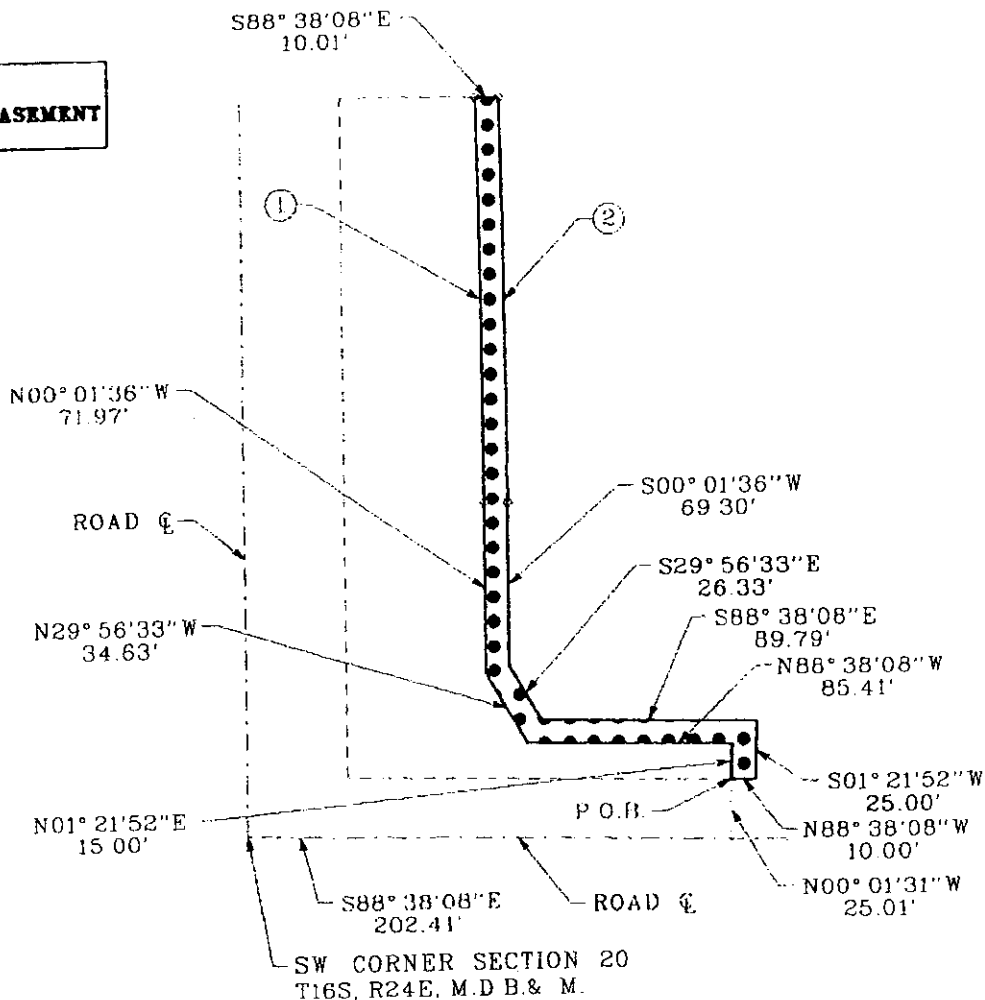 S88° 38'08"E
10.01'
ASEMENT
1
2
N00° 01'36"W
71.97'
S00° 01'36"W
69 30'
ROAD ℄
S29° 56'33"E
26.33'
S88° 38'08"E
89.79'
N29° 56'33"W
34.63'
N88° 38'08"W
85.41'
S01° 21'52"W
25.00'
N01° 21'52"E
15 00'
P O.B.
N88° 38'08"W
10.00'
N00° 01'31"W
25.01'
S88° 38'08"E
202.41'
ROAD ℄
SW CORNER SECTION 20
T16S, R24E, M.D B.& M.